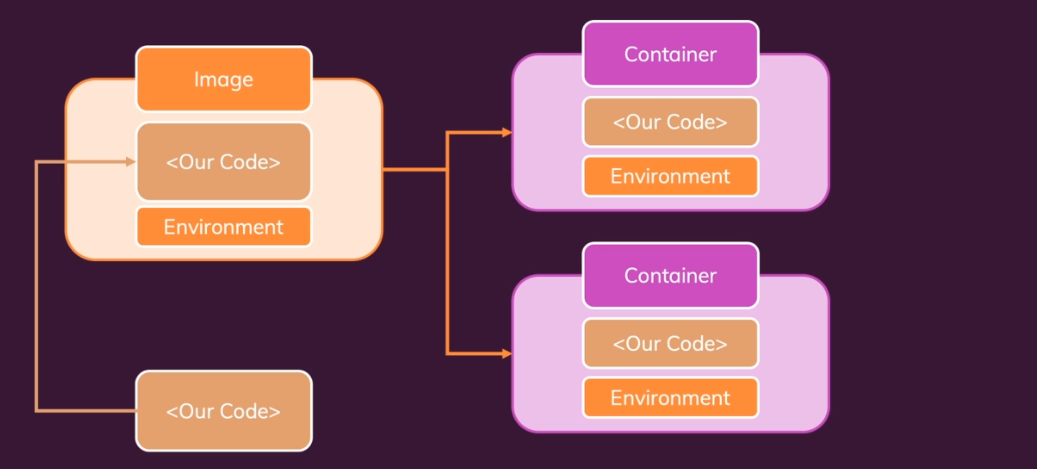 Image
<Our Code>
Environment
<Our Code>
Container
<Our Code>
Environment
Container
<Our Code>
Environment